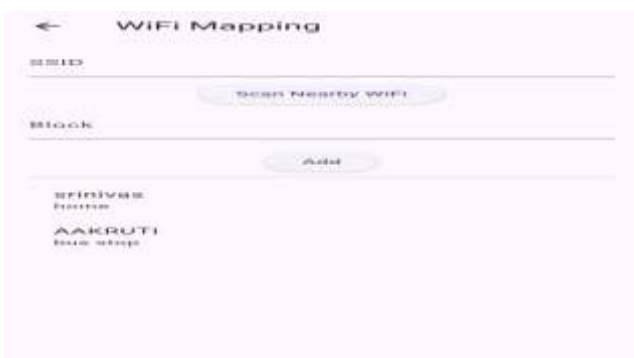 WiFi Mapping
SSID
Scan Nearby WiFi
Block
Add
srinivas
home
AAKRUTI
bus stop